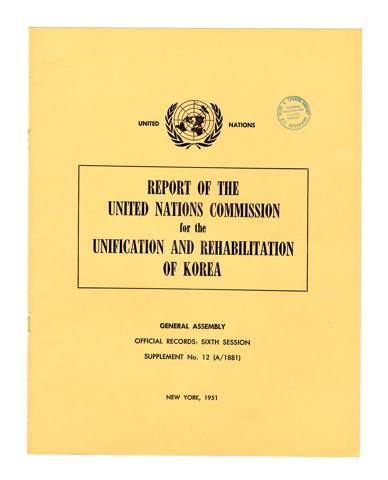 UNITED NATIONS
REPORT OF THE
UNITED NATIONS COMMISSION
for the
UNIFICATION AND REHABILITATION
OF KOREA
GENERAL ASSEMBLY
OFFICIAL RECORDS: SIXTH SESSION
SUPPLEMENT No. 12 (A/1881)
NEW YORK, 1951